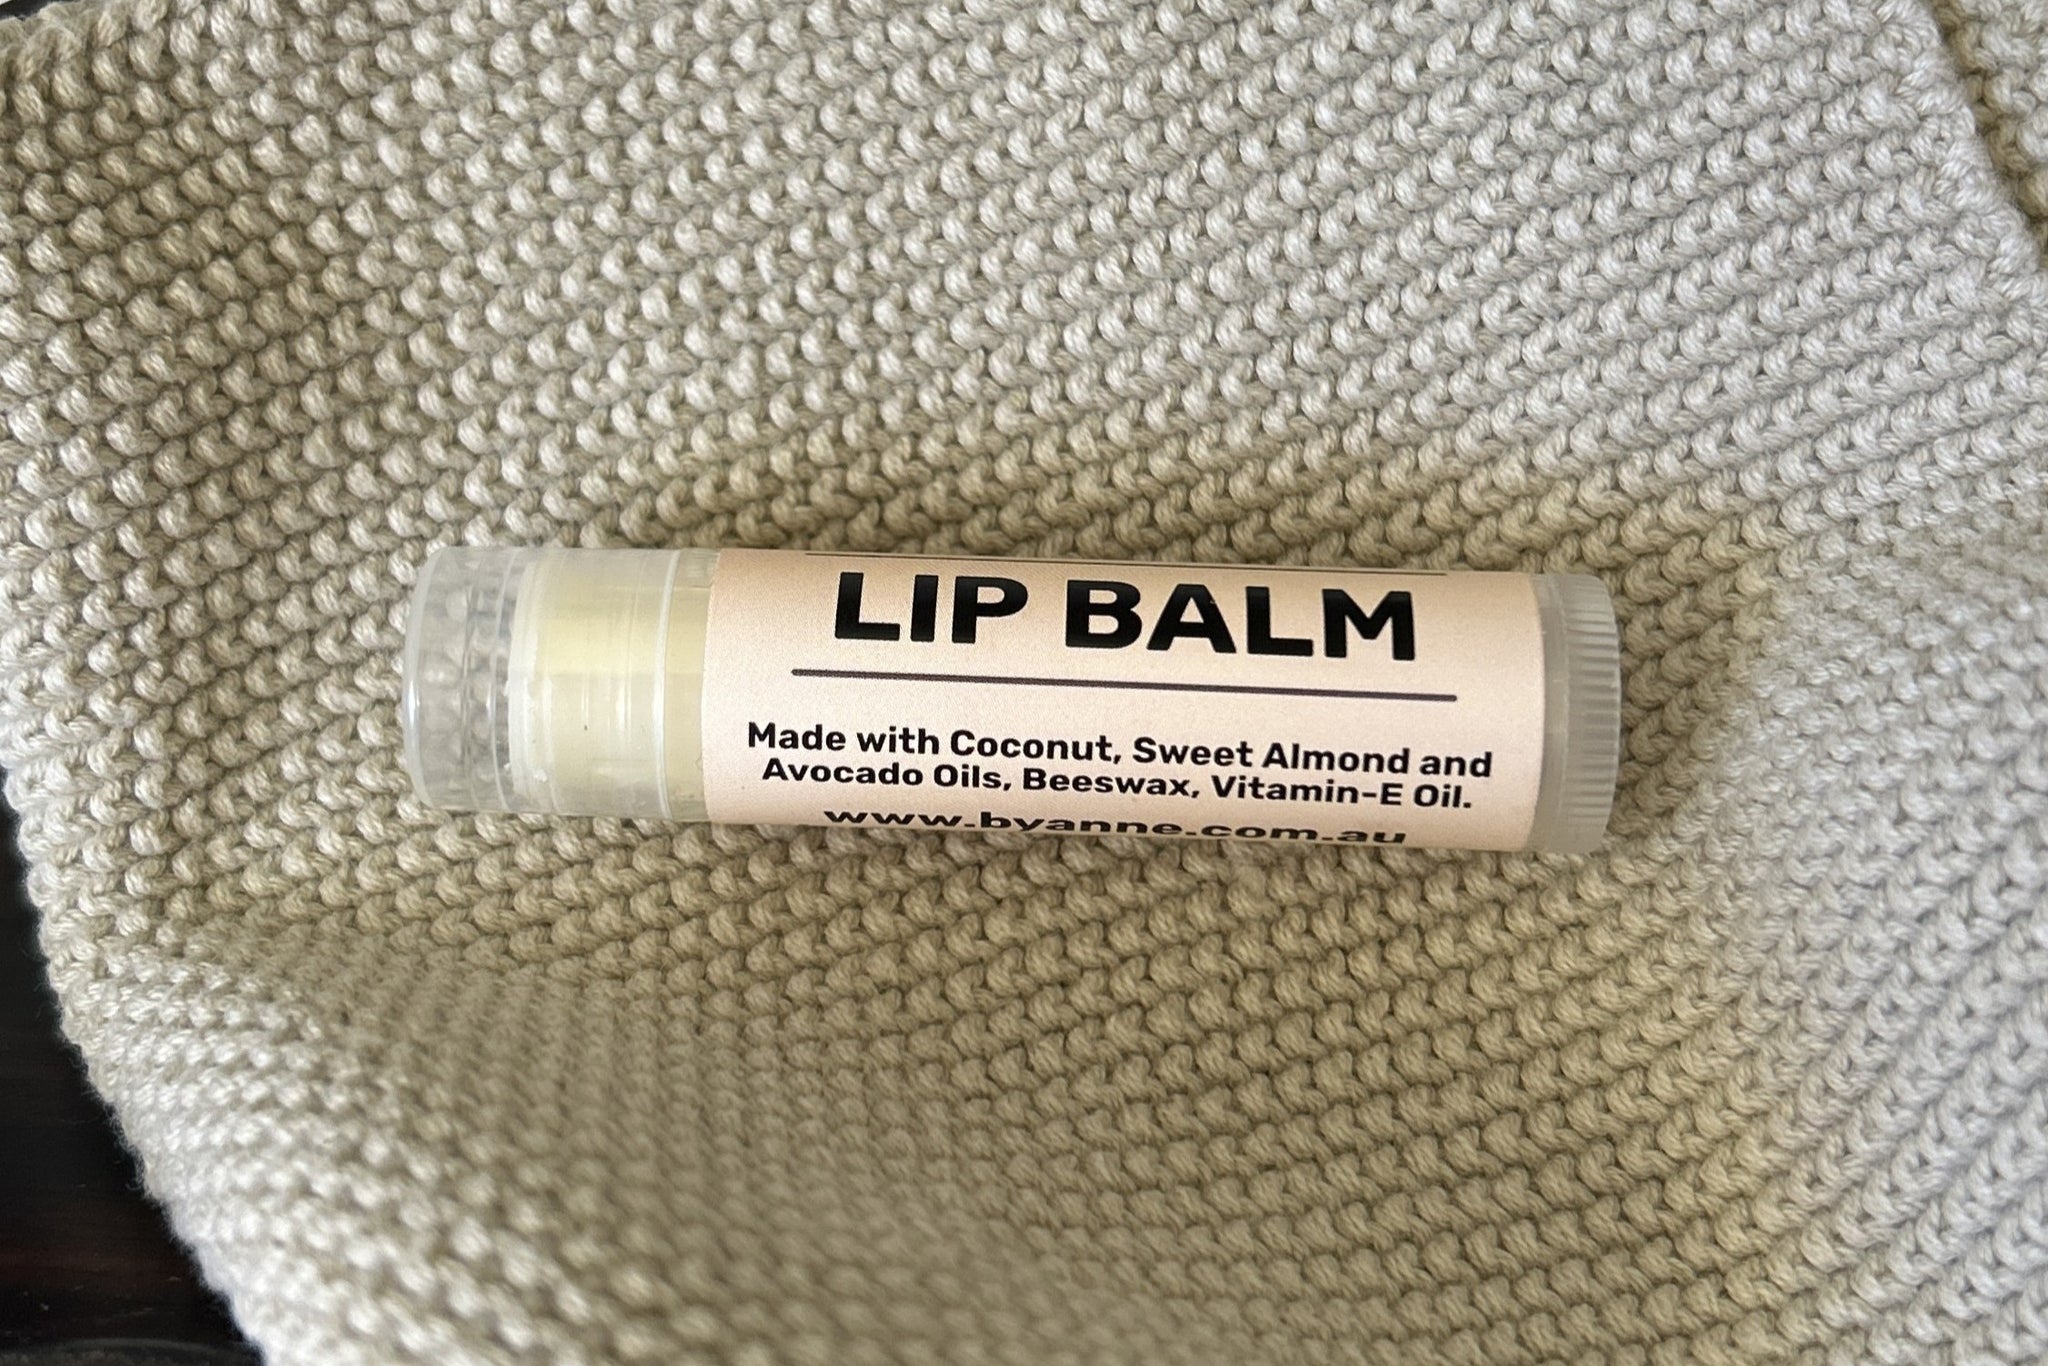 LIP BALM
Made with Coconut, Sweet Almond and
Avocado Oils, Beeswax, Vitamin-E Oil.
www.byanne.com.au